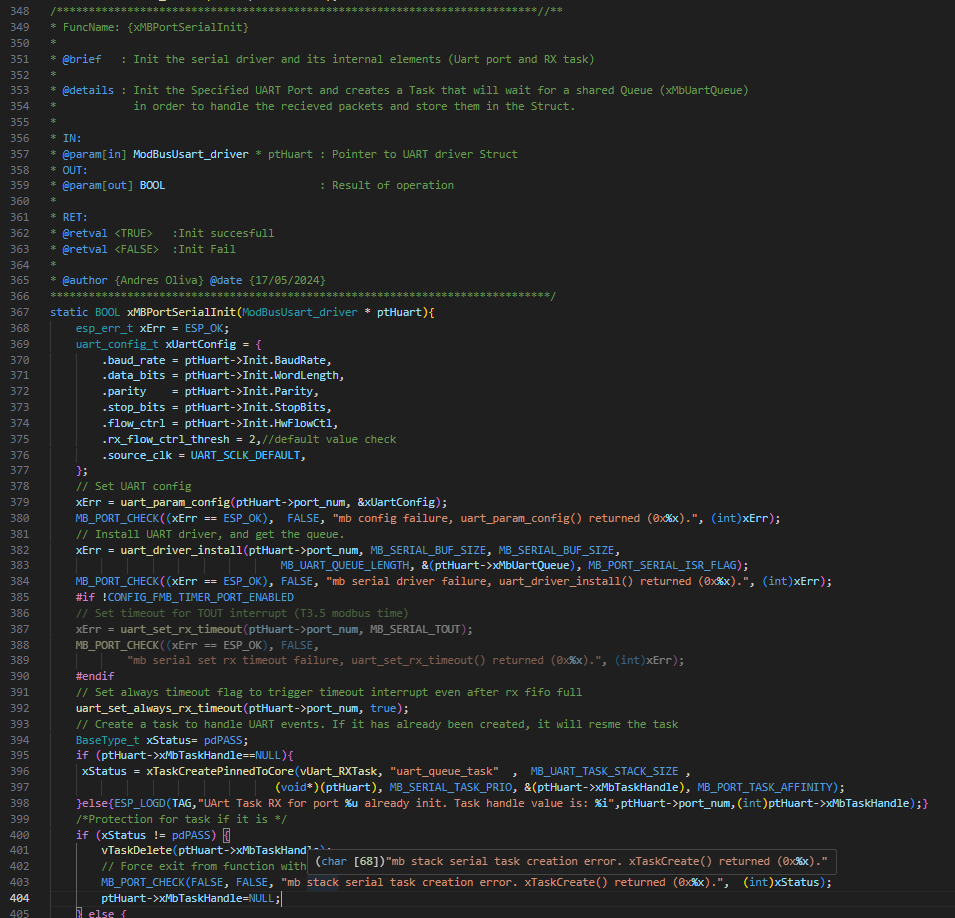 348 /****************************************************************************//**
349 * FuncName: {xMBPortSerialInit}
350 *
351 * @brief   : Init the serial driver and its internal elements (Uart port and RX task)
352 *
353 * @details : Init the Specified UART Port and creates a Task that will wait for a shared Queue (xMbUartQueue)
354 *            in order to handle the recieved packets and store them in the Struct.
355 *
356 * IN:
357 * @param[in] ModBusUsart_driver * ptHuart : Pointer to UART driver Struct
358 * OUT:
359 * @param[out] BOOL                        : Result of operation
360 *
361 * RET:
362 * @retval <TRUE>   :Init succesfull
363 * @retval <FALSE>  :Init Fail
364 *
365 * @author {Andres Oliva} @date {17/05/2024}
366 ******************************************************************************/
367 static BOOL xMBPortSerialInit(ModBusUsart_driver * ptHuart){
368     esp_err_t xErr = ESP_OK;
369     uart_config_t xUartConfig = {
370         .baud_rate = ptHuart->Init.BaudRate,
371         .data_bits = ptHuart->Init.WordLength,
372         .parity    = ptHuart->Init.Parity,
373         .stop_bits = ptHuart->Init.StopBits,
374         .flow_ctrl = ptHuart->Init.HwFlowCtl,
375         .rx_flow_ctrl_thresh = 2,//default value check
376         .source_clk = UART_SCLK_DEFAULT,
377     };
378     // Set UART config
379     xErr = uart_param_config(ptHuart->port_num, &xUartConfig);
380     MB_PORT_CHECK((xErr == ESP_OK),  FALSE, "mb config failure, uart_param_config() returned (0x%x).", (int)xErr);
381     // Install UART driver, and get the queue.
382     xErr = uart_driver_install(ptHuart->port_num, MB_SERIAL_BUF_SIZE, MB_SERIAL_BUF_SIZE,
383                                     MB_UART_QUEUE_LENGTH, &(ptHuart->xMbUartQueue), MB_PORT_SERIAL_ISR_FLAG);
384     MB_PORT_CHECK((xErr == ESP_OK), FALSE, "mb serial driver failure, uart_driver_install() returned (0x%x).", (int)xErr);
385     #if !CONFIG_FMB_TIMER_PORT_ENABLED
386     // Set timeout for TOUT interrupt (T3.5 modbus time)
387     xErr = uart_set_rx_timeout(ptHuart->port_num, MB_SERIAL_TOUT);
388     MB_PORT_CHECK((xErr == ESP_OK), FALSE,
389             "mb serial set rx timeout failure, uart_set_rx_timeout() returned (0x%x).", (int)xErr);
390     #endif
391     // Set always timeout flag to trigger timeout interrupt even after rx fifo full
392     uart_set_always_rx_timeout(ptHuart->port_num, true);
393     // Create a task to handle UART events. If it has already been created, it will resme the task
394     BaseType_t xStatus= pdPASS;
395     if (ptHuart->xMbTaskHandle==NULL){
396      xStatus = xTaskCreatePinnedToCore(vUart_RXTask, "uart_queue_task"  ,  MB_UART_TASK_STACK_SIZE ,
397                                    (void*)(ptHuart), MB_SERIAL_TASK_PRIO, &(ptHuart->xMbTaskHandle), MB_PORT_TASK_AFFINITY);
398     }else{ESP_LOGD(TAG,"UArt Task RX for port %u already init. Task handle value is: %i",ptHuart->port_num,(int)ptHuart->xMbTaskHandle);}
399     /*Protection for task if it is */
400     if (xStatus != pdPASS) {
401         vTaskDelete(ptHuart->xMbTaskHandle);
(char [68])"mb stack serial task creation error. xTaskCreate() returned (0x%x)."
402         // Force exit from function with
403         MB_PORT_CHECK(FALSE, FALSE, "mb stack serial task creation error. xTaskCreate() returned (0x%x).",  (int)xStatus);
404         ptHuart->xMbTaskHandle=NULL;
405     } else {